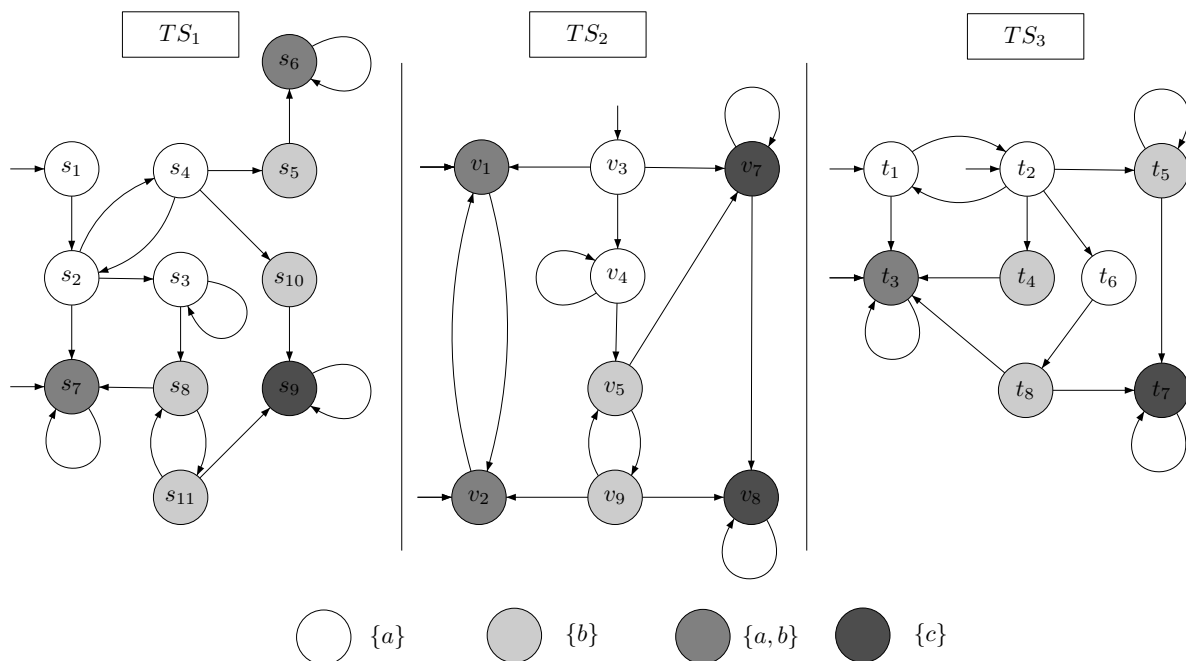 TS₁ TS₂ TS₃
s₆
s₁ s₄ s₅ v₁ v₃ v₇ t₁ t₂ t₅
s₂ s₃ s₁₀ v₄ t₃ t₄ t₆
s₇ s₈ s₉ v₅ t₈ t₇
s₁₁ v₂ v₉ v₈
{a} {b} {a, b} {c}